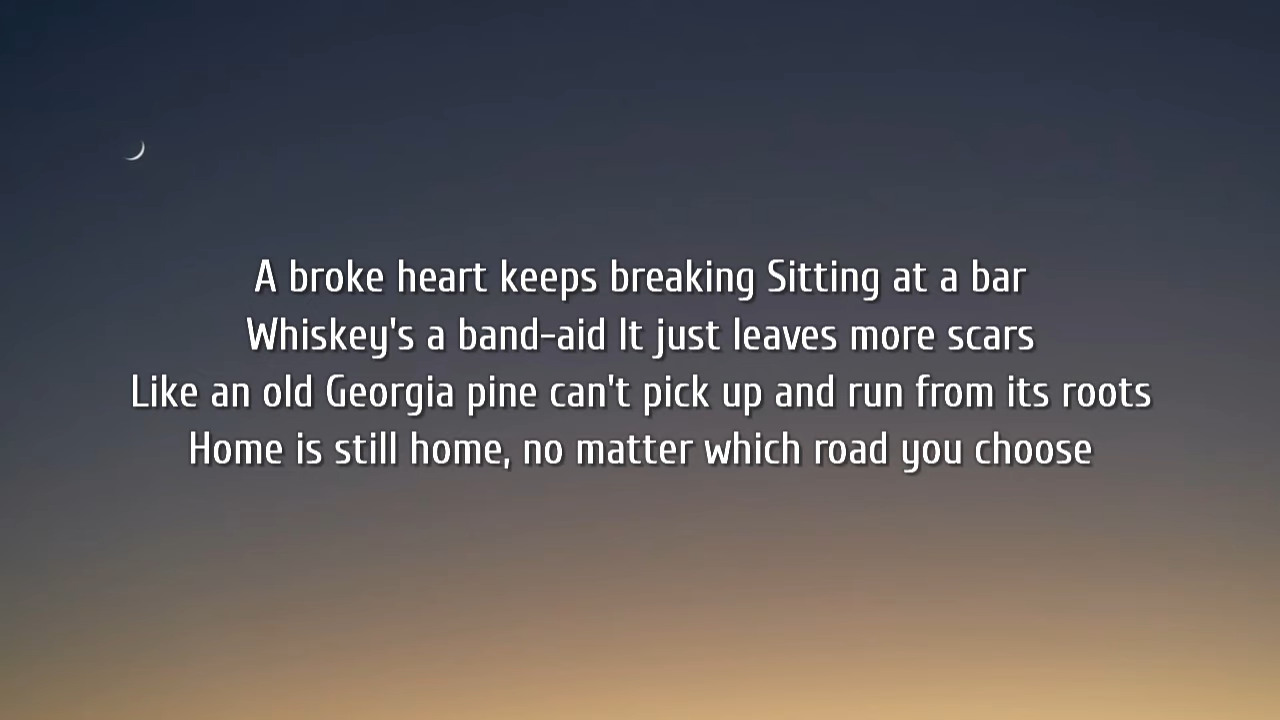 A broke heart keeps breaking Sitting at a bar
Whiskey's a band-aid It just leaves more scars
Like an old Georgia pine can't pick up and run from its roots
Home is still home, no matter which road you choose